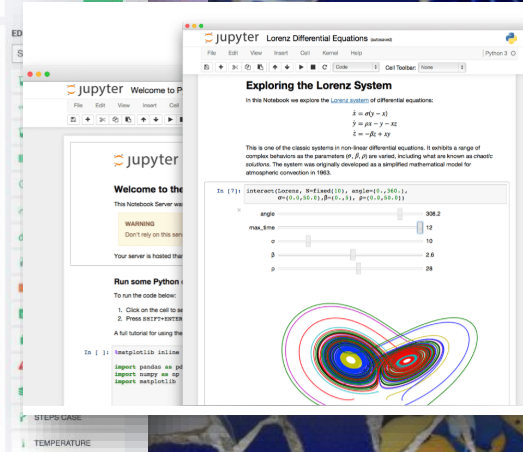 ED
S
STEPS CASE
TEMPERATURE
jupyter Welcome to P
File Edit View Insert Cell
jupyter
Welcome to the
This Notebook Server was
WARNING
Don't rely on this serv
Your server is hosted than
Run some Python c
To run the code below:
1. Click on the cell to se
2. Press SHIFT+ENTER
A full tutorial for using the
In [ ]: %matplotlib inline
import pandas as pd
import numpy as np
import matplotlib
jupyter Lorenz Differential Equations (autosaved)
File Edit View Insert Cell Kernel Help
Python 3
Code Cell Toolbar: None
Exploring the Lorenz System
In this Notebook we explore the Lorenz system of differential equations:
ẋ = σ(y − x)
ẏ = ρx − y − xz
ż = −βz + xy
This is one of the classic systems in non-linear differential equations. It exhibits a range of
complex behaviors as the parameters (σ, β, ρ) are varied, including what are known as chaotic
solutions. The system was originally developed as a simplified mathematical model for
atmospheric convection in 1963.
In [7]: interact(Lorenz, N=fixed(10), angle=(0.,360.),
σ=(0.0,50.0),β=(0.,5), ρ=(0.0,50.0))
×
angle 308.2
max_time 12
σ 10
β 2.6
ρ 28